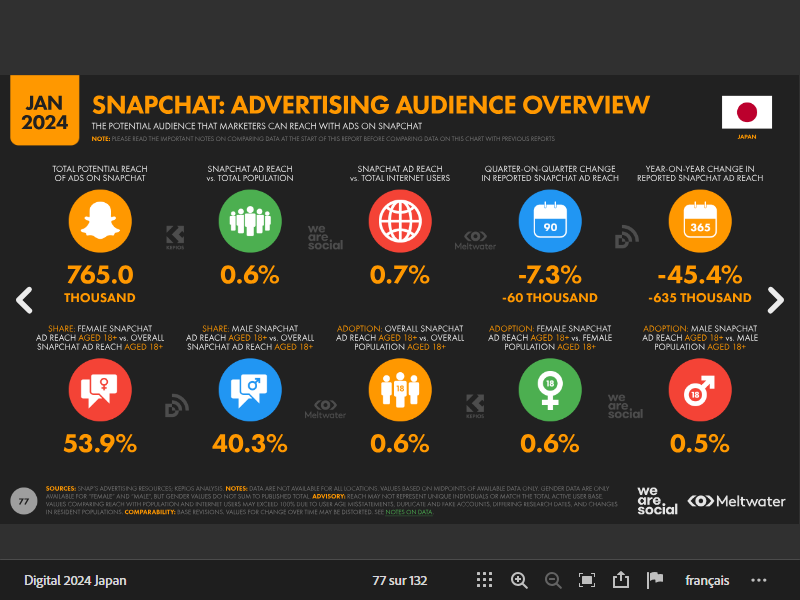 JAN
2024
SNAPCHAT: ADVERTISING AUDIENCE OVERVIEW
THE POTENTIAL AUDIENCE THAT MARKETERS CAN REACH WITH ADS ON SNAPCHAT
NOTE: PLEASE READ THE IMPORTANT NOTES ON COMPARING DATA AT THE START OF THIS REPORT BEFORE COMPARING DATA ON THIS CHART WITH PREVIOUS REPORTS
JAPAN
TOTAL POTENTIAL REACH
OF ADS ON SNAPCHAT
765.0
THOUSAND
SNAPCHAT AD REACH
vs. TOTAL POPULATION
0.6%
SNAPCHAT AD REACH
vs. TOTAL INTERNET USERS
0.7%
QUARTER-ON-QUARTER CHANGE
IN REPORTED SNAPCHAT AD REACH
90
-7.3%
-60 THOUSAND
YEAR-ON-YEAR CHANGE IN
REPORTED SNAPCHAT AD REACH
365
-45.4%
-635 THOUSAND
KEPIOS
we
are.
social
Meltwater
SHARE: FEMALE SNAPCHAT
AD REACH AGED 18+ vs. OVERALL
SNAPCHAT AD REACH AGED 18+
53.9%
SHARE: MALE SNAPCHAT
AD REACH AGED 18+ vs. OVERALL
SNAPCHAT AD REACH AGED 18+
40.3%
ADOPTION: OVERALL SNAPCHAT
AD REACH AGED 18+ vs. OVERALL
POPULATION AGED 18+
18
0.6%
ADOPTION: FEMALE SNAPCHAT
AD REACH AGED 18+ vs. FEMALE
POPULATION AGED 18+
18
0.6%
ADOPTION: MALE SNAPCHAT
AD REACH AGED 18+ vs. MALE
POPULATION AGED 18+
18
0.5%
Meltwater
KEPIOS
we
are.
social
77
SOURCES: SNAP'S ADVERTISING RESOURCES; KEPIOS ANALYSIS. NOTES: DATA ARE NOT AVAILABLE FOR ALL LOCATIONS. VALUES BASED ON MIDPOINTS OF AVAILABLE DATA ONLY. GENDER DATA ARE ONLY
AVAILABLE FOR "FEMALE" AND "MALE", BUT GENDER VALUES DO NOT SUM TO PUBLISHED TOTAL. ADVISORY: REACH MAY NOT REPRESENT UNIQUE INDIVIDUALS OR MATCH THE TOTAL ACTIVE USER BASE.
VALUES COMPARING REACH WITH POPULATION AND INTERNET USERS MAY EXCEED 100% DUE TO USER AGE MISSTATEMENTS, DUPLICATE AND FAKE ACCOUNTS, DIFFERING RESEARCH DATES, AND CHANGES
IN RESIDENT POPULATIONS. COMPARABILITY: BASE REVISIONS. VALUES FOR CHANGE OVER TIME MAY BE DISTORTED. SEE NOTES ON DATA.
we
are.
social
Meltwater
Digital 2024 Japan
77 sur 132
français